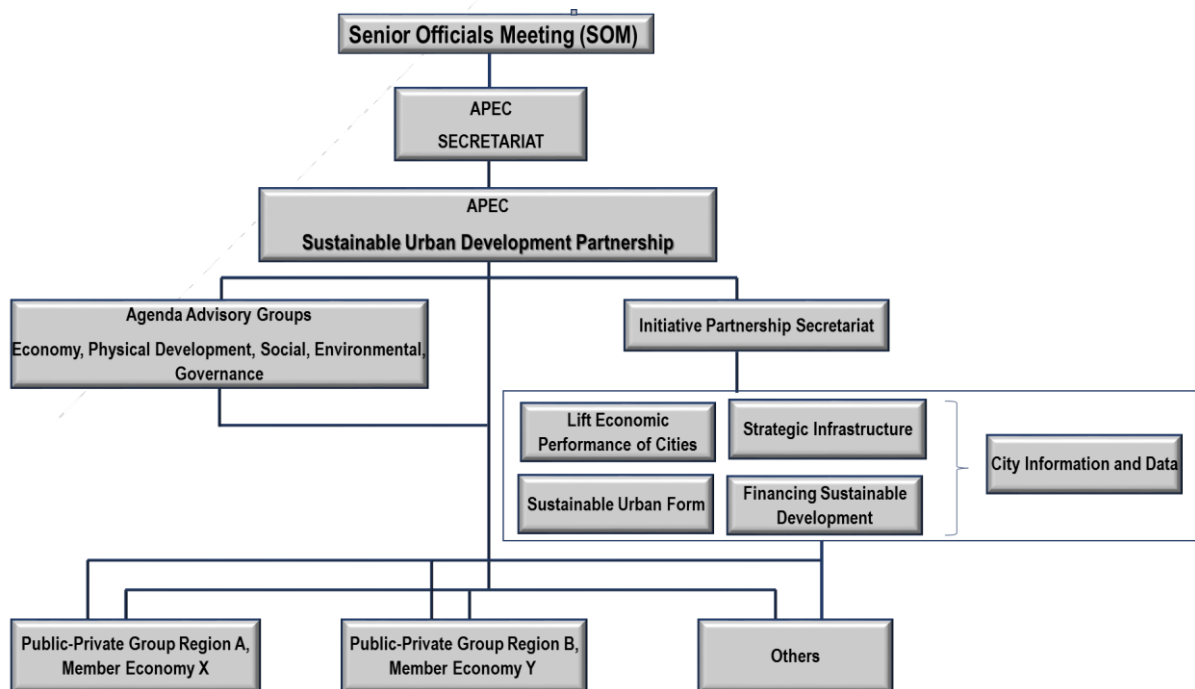 Senior Officials Meeting (SOM)
APEC
SECRETARIAT
APEC
Sustainable Urban Development Partnership
Agenda Advisory Groups
Economy, Physical Development, Social, Environmental,
Governance
Initiative Partnership Secretariat
Lift Economic
Performance of Cities
Strategic Infrastructure
City Information and Data
Sustainable Urban Form
Financing Sustainable
Development
Public-Private Group Region A,
Member Economy X
Public-Private Group Region B,
Member Economy Y
Others